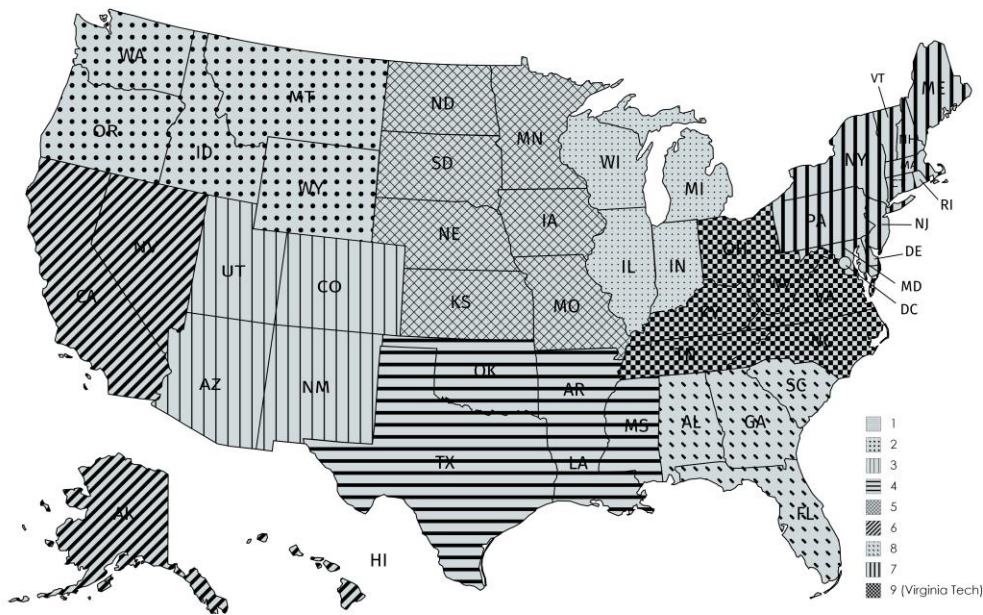 WA
MT
ND
MN
VT
ME
OR
ID
SD
WI
MI
NY
NH
MA
WY
RI
IA
PA
NJ
NE
OH
NV
UT
CO
IL
IN
WV
VA
DE
MD
CA
KS
MO
KY
DC
AZ
NM
OK
AR
TN
NC
SC
MS
AL
GA
TX
LA
FL
AK
HI
1
2
3
4
5
6
8
7
9 (Virginia Tech)